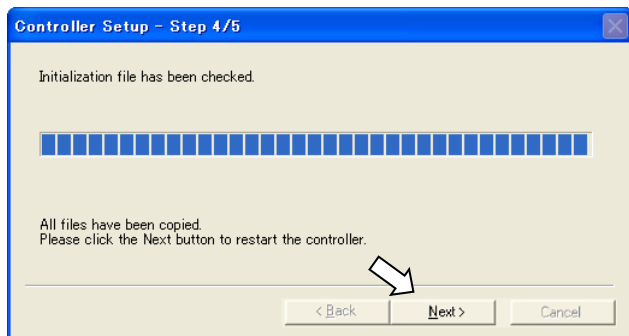 Controller Setup - Step 4/5
Initialization file has been checked.
All files have been copied.
Please click the Next button to restart the controller.
< Back
Next >
Cancel